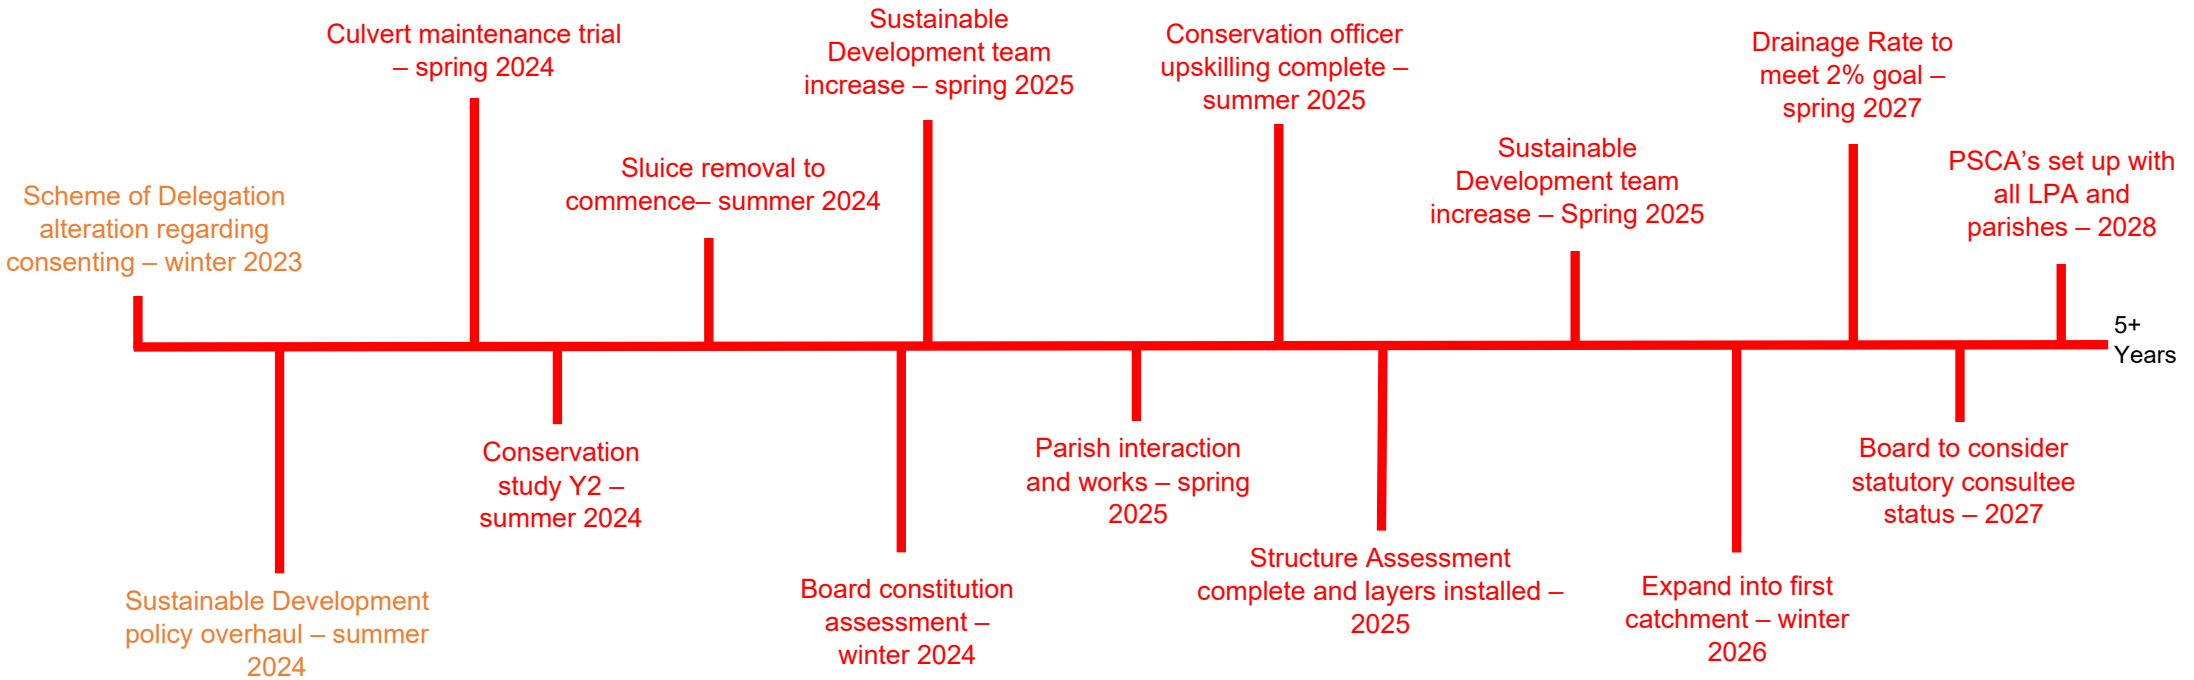 Scheme of Delegation
alteration regarding
consenting – winter 2023
Sustainable Development
policy overhaul – summer
2024
Culvert maintenance trial
– spring 2024
Conservation
study Y2 –
summer 2024
Sluice removal to
commence– summer 2024
Board constitution
assessment –
winter 2024
Sustainable
Development team
increase – spring 2025
Parish interaction
and works – spring
2025
Conservation officer
upskilling complete –
summer 2025
Structure Assessment
complete and layers installed –
2025
Sustainable
Development team
increase – Spring 2025
Expand into first
catchment – winter
2026
Drainage Rate to
meet 2% goal –
spring 2027
Board to consider
statutory consultee
status – 2027
PSCA’s set up with
all LPA and
parishes – 2028
5+
Years